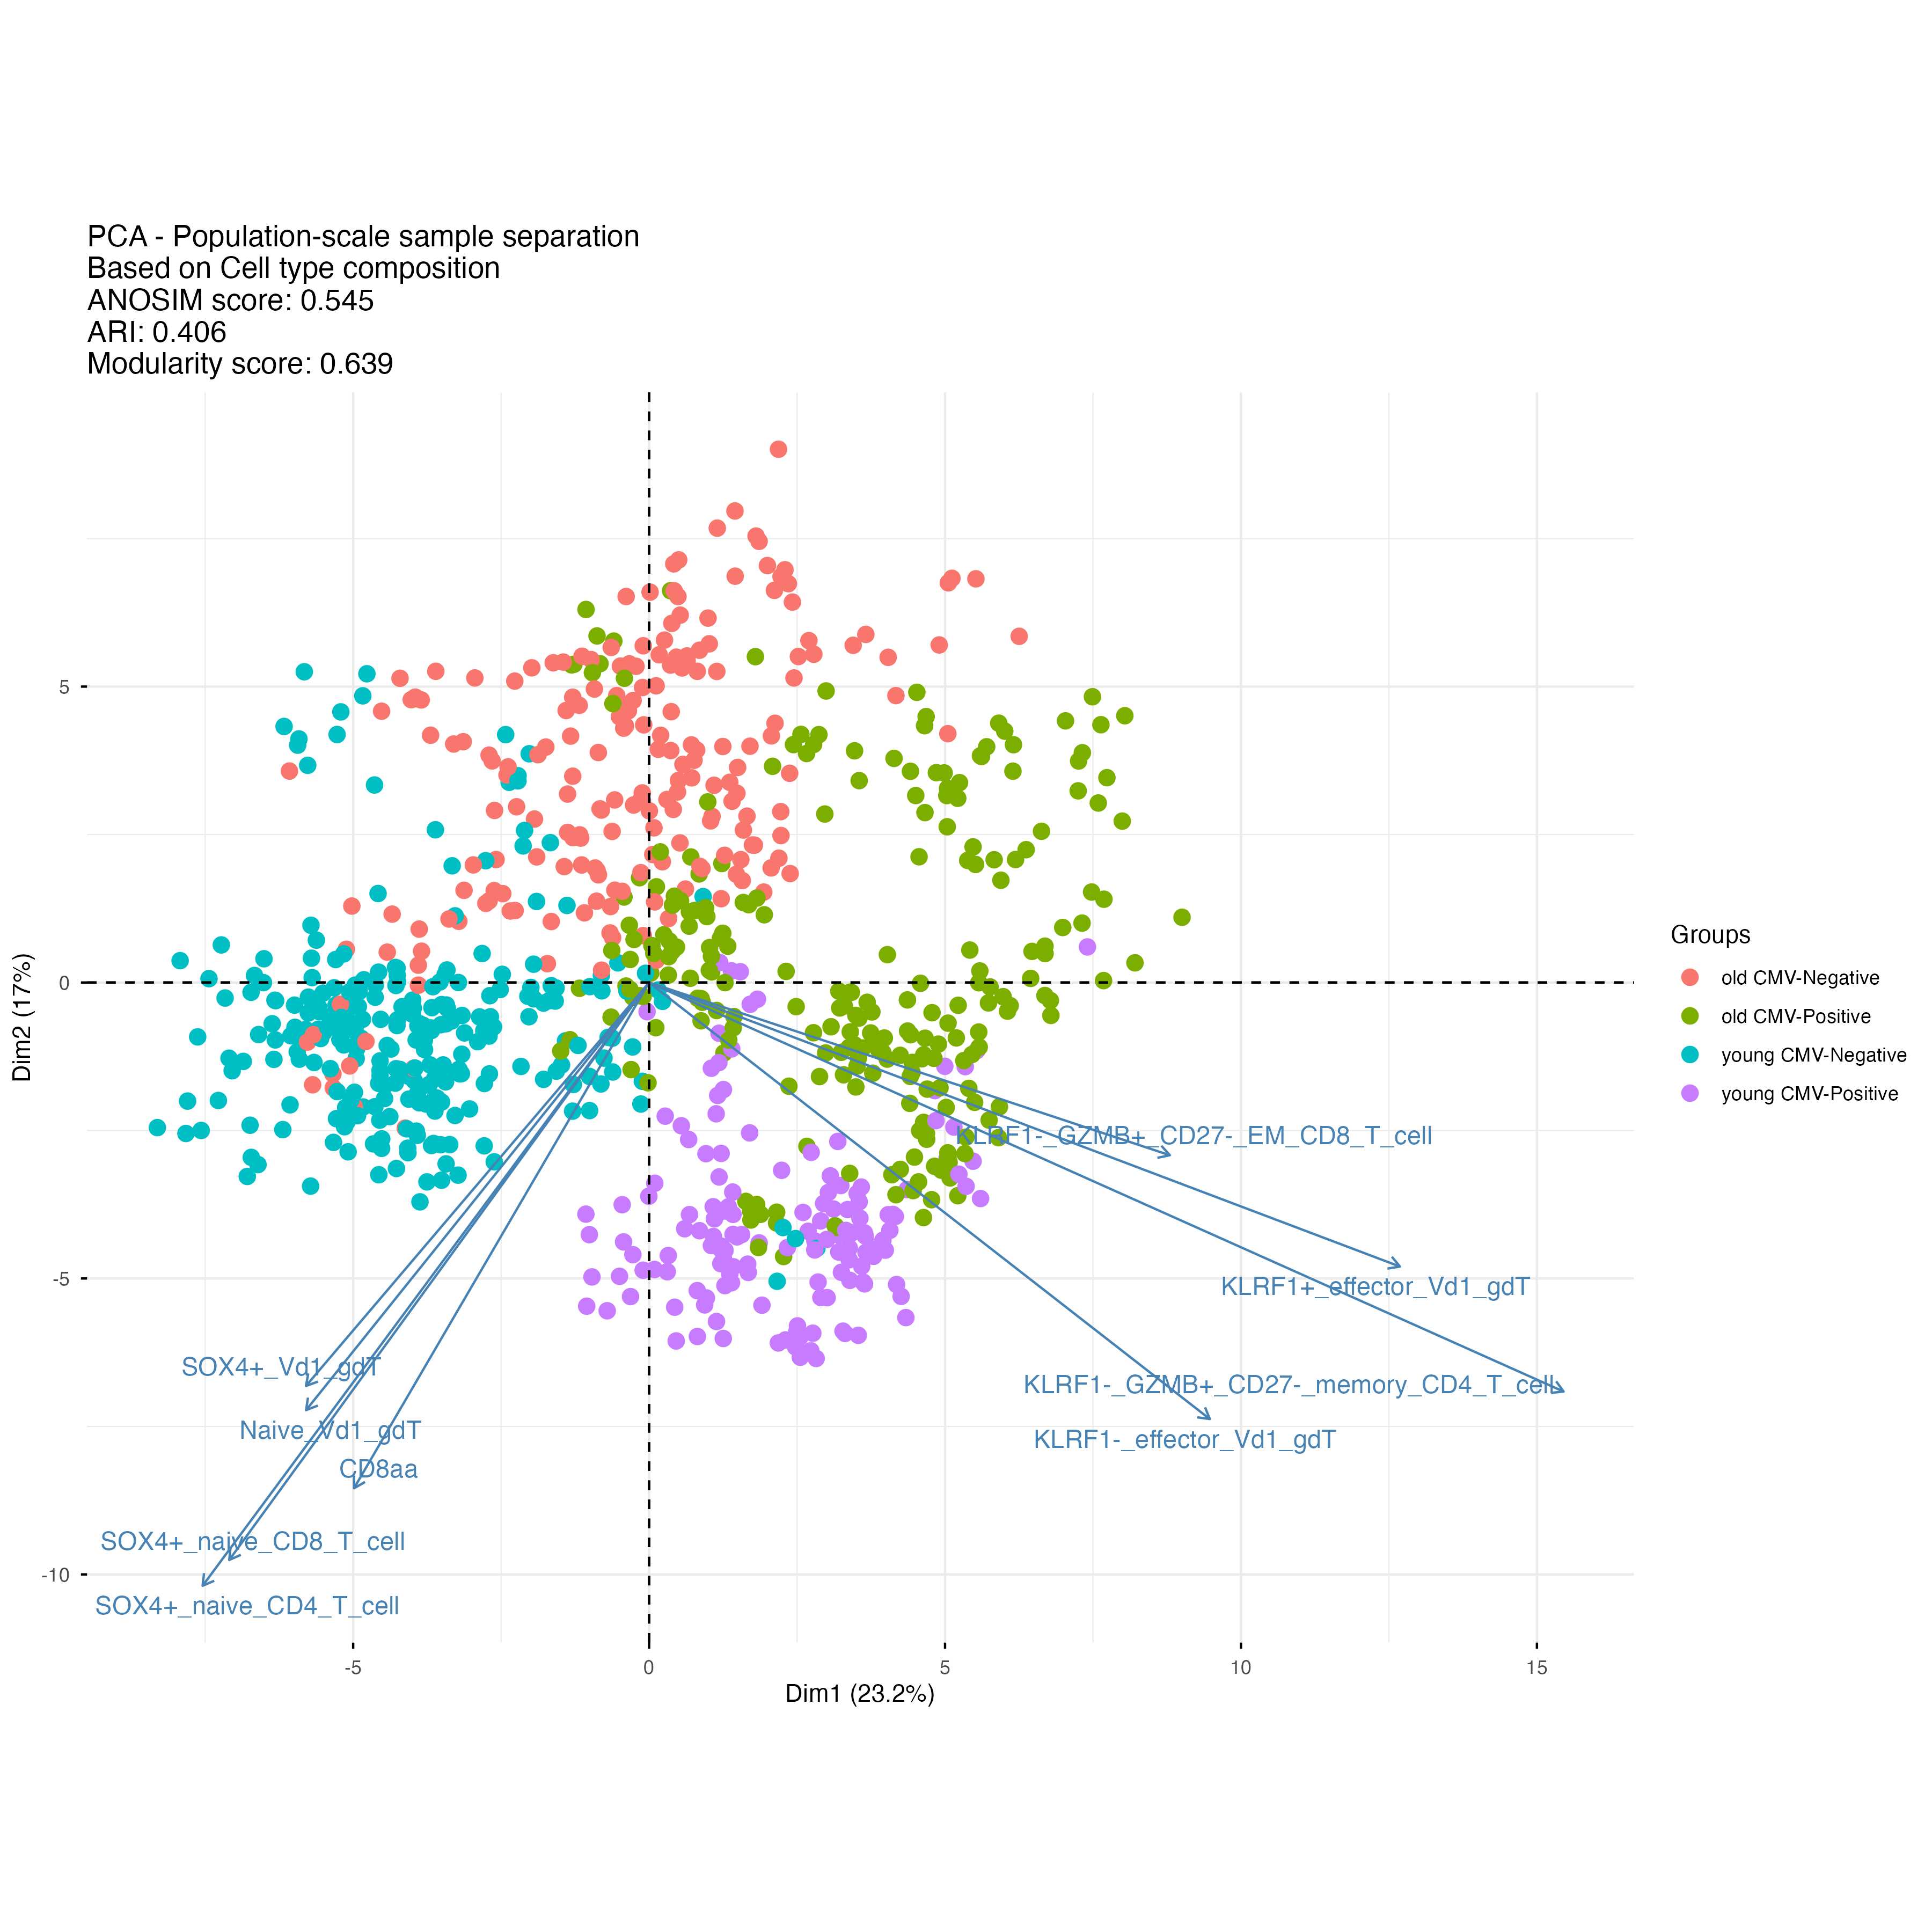 PCA - Population-scale sample separation
Based on Cell type composition
ANOSIM score: 0.545
ARI: 0.406
Modularity score: 0.639
5
0
-5
-10
Dim2 (17%)
KLRF1-_GZMB+_CD27-_EM_CD8_T_cell
KLRF1+_effector_Vd1_gdT
KLRF1-_GZMB+_CD27-_memory_CD4_T_cell
KLRF1-_effector_Vd1_gdT
SOX4+_Vd1_gdT
Naive_Vd1_gdT
CD8aa
SOX4+_naive_CD8_T_cell
SOX4+_naive_CD4_T_cell
-5
0
5
10
15
Dim1 (23.2%)
Groups
old CMV-Negative
old CMV-Positive
young CMV-Negative
young CMV-Positive